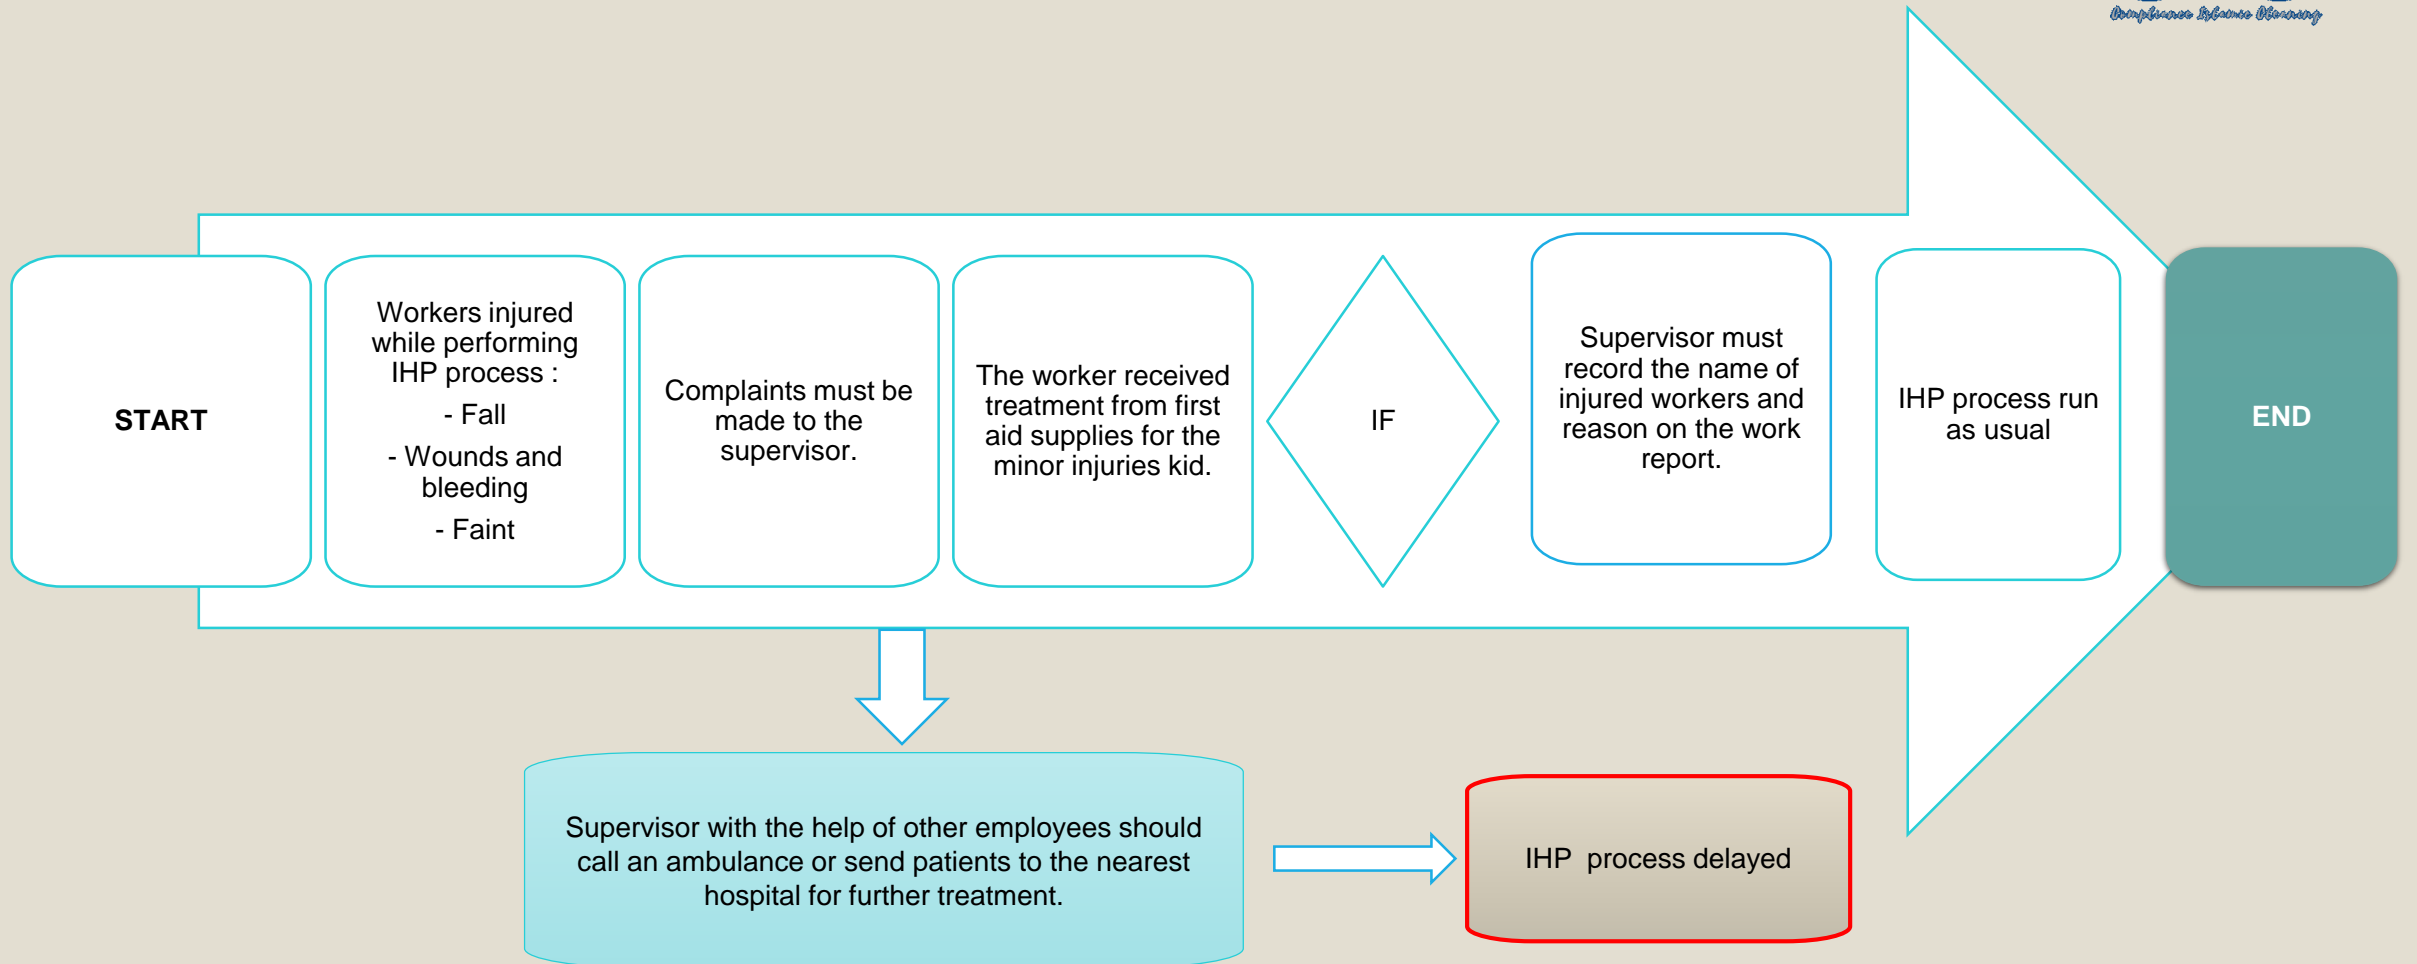 START
Workers injured
while performing
IHP process :
- Fall
- Wounds and
bleeding
- Faint
Complaints must be
made to the
supervisor.
The worker received
treatment from first
aid supplies for the
minor injuries kid.
IF
Supervisor must
record the name of
injured workers and
reason on the work
report.
IHP process run
as usual
END
Supervisor with the help of other employees should
call an ambulance or send patients to the nearest
hospital for further treatment.
IHP process delayed